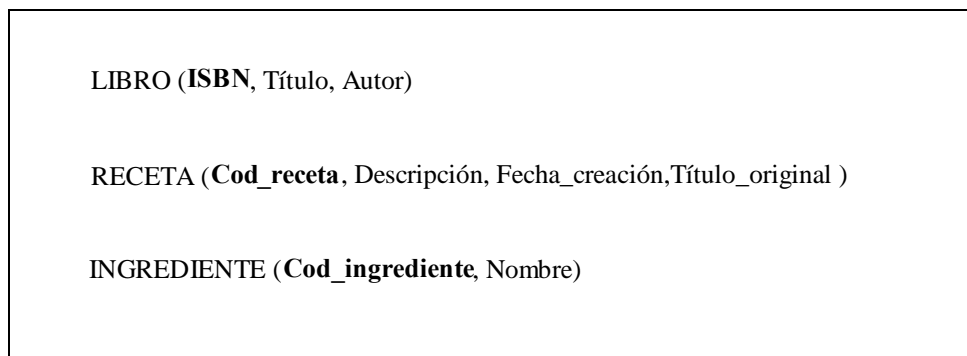 LIBRO (ISBN, Título, Autor)
RECETA (Cod_receta, Descripción, Fecha_creación,Título_original )
INGREDIENTE (Cod_ingrediente, Nombre)